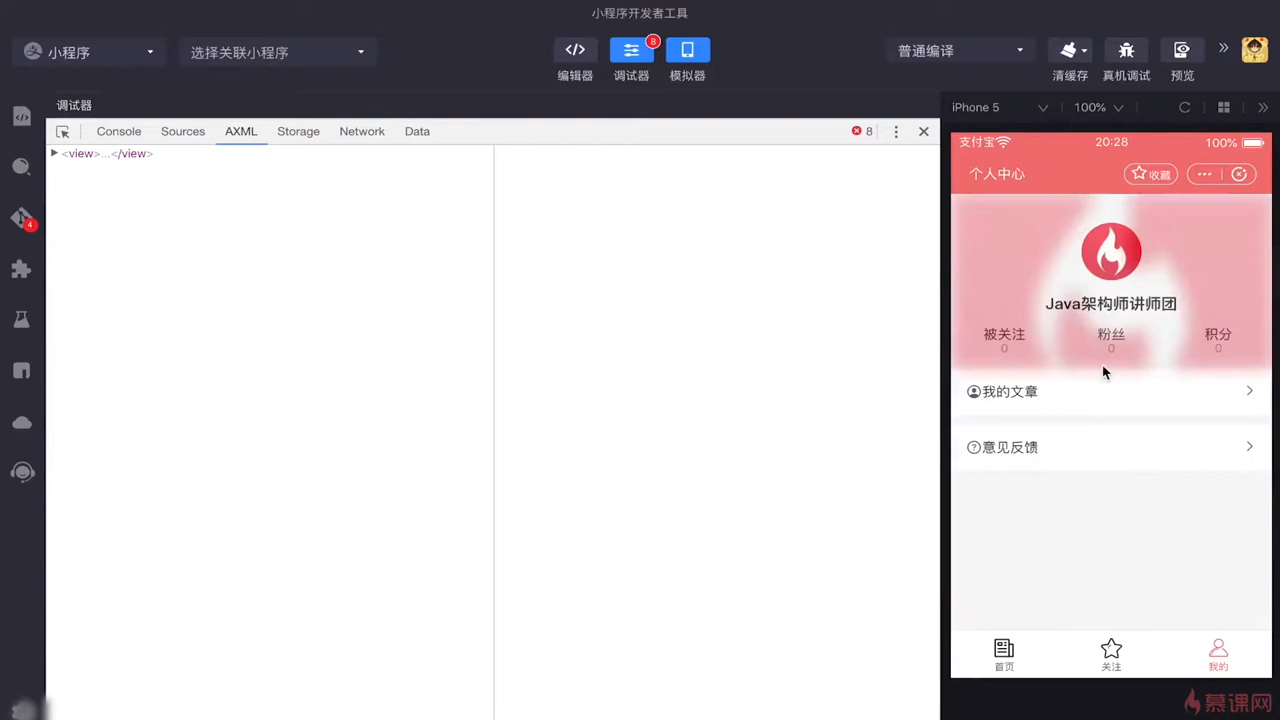 小程序开发者工具
小程序
选择关联小程序
编辑器
调试器
8
模拟器
普通编译
清缓存
真机调试
预览
4
调试器
Console
Sources
AXML
Storage
Network
Data
8
<view>...</view>
iPhone 5
100%
支付宝
20:28
100%
个人中心
收藏
Java架构师讲师团
被关注
粉丝
积分
0
0
0
我的文章
意见反馈
首页
关注
我的
慕课网